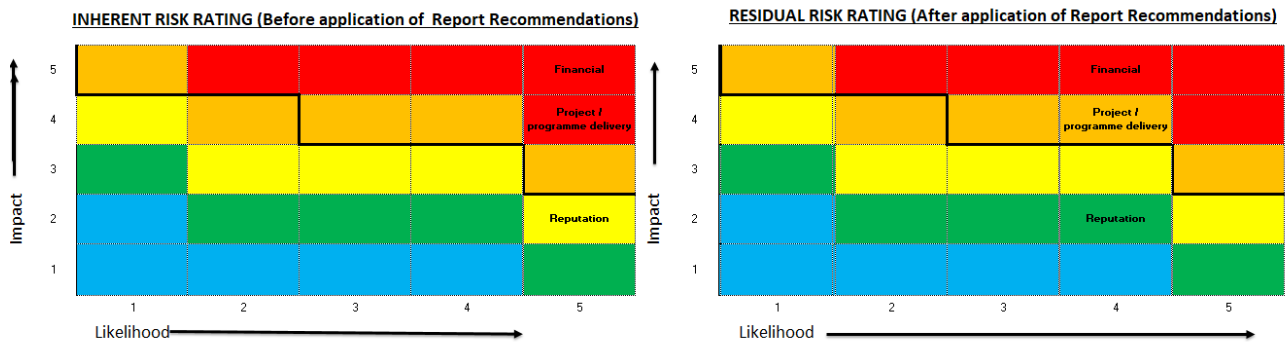 INHERENT RISK RATING (Before application of  Report Recommendations)
5
Financial
4
Project /
programme delivery
3
2
Reputation
1
Impact
1
2
3
4
5
Likelihood
RESIDUAL RISK RATING (After application of Report Recommendations)
5
Financial
4
Project /
programme delivery
3
2
Reputation
1
Impact
1
2
3
4
5
Likelihood